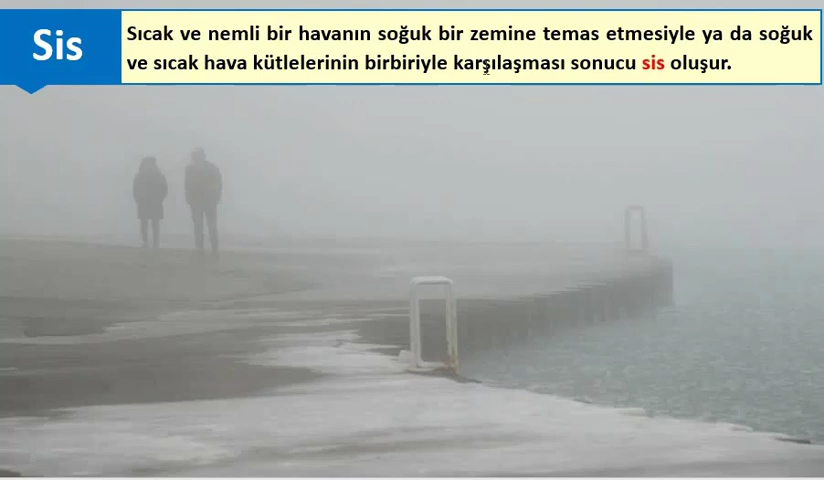 Sis
Sıcak ve nemli bir havanın soğuk bir zemine temas etmesiyle ya da soğuk
ve sıcak hava kütlelerinin birbiriyle karşılaşması sonucu sis oluşur.